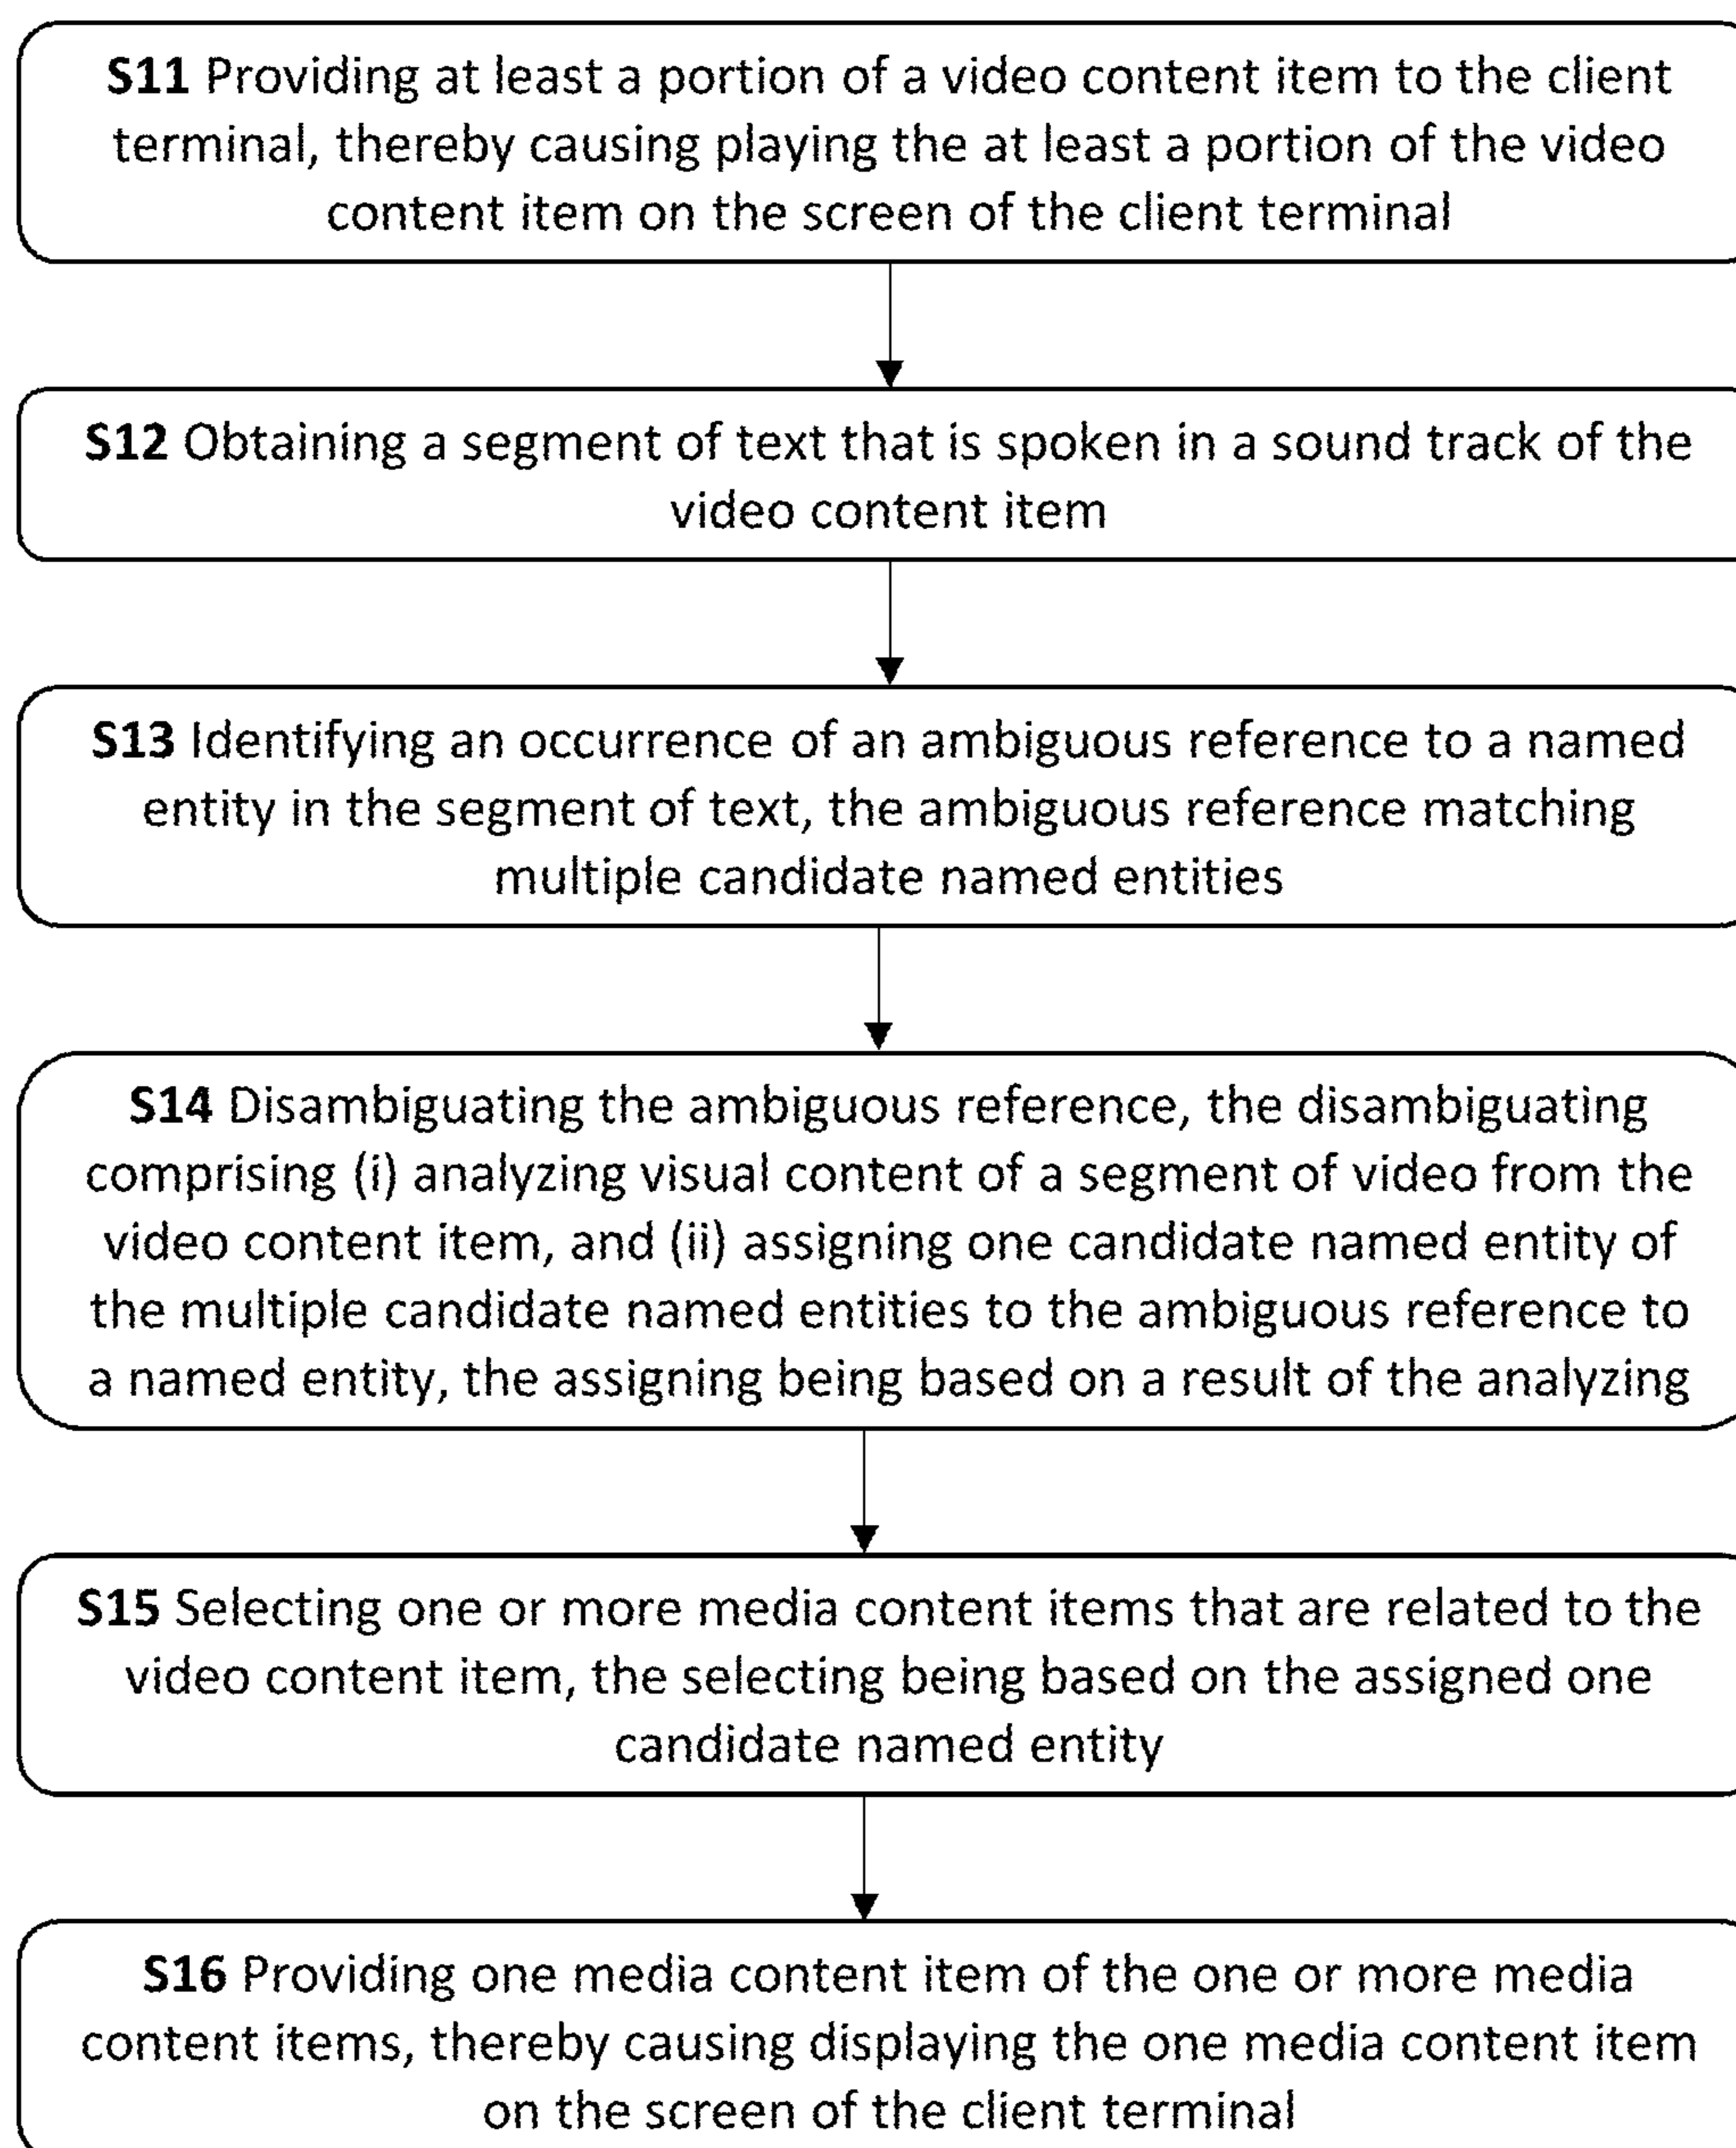 S11 Providing at least a portion of a video content item to the client
terminal, thereby causing playing the at least a portion of the video
content item on the screen of the client terminal
S12 Obtaining a segment of text that is spoken in a sound track of the
video content item
S13 Identifying an occurrence of an ambiguous reference to a named
entity in the segment of text, the ambiguous reference matching
multiple candidate named entities
S14 Disambiguating the ambiguous reference, the disambiguating
comprising (i) analyzing visual content of a segment of video from the
video content item, and (ii) assigning one candidate named entity of
the multiple candidate named entities to the ambiguous reference to
a named entity, the assigning being based on a result of the analyzing
S15 Selecting one or more media content items that are related to the
video content item, the selecting being based on the assigned one
candidate named entity
S16 Providing one media content item of the one or more media
content items, thereby causing displaying the one media content item
on the screen of the client terminal